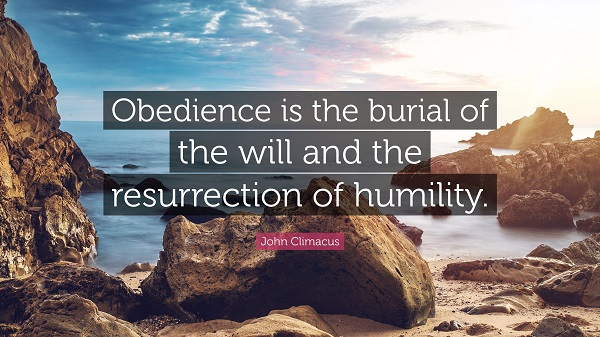 Obedience is the burial of
the will and the
resurrection of humility.
John Climacus